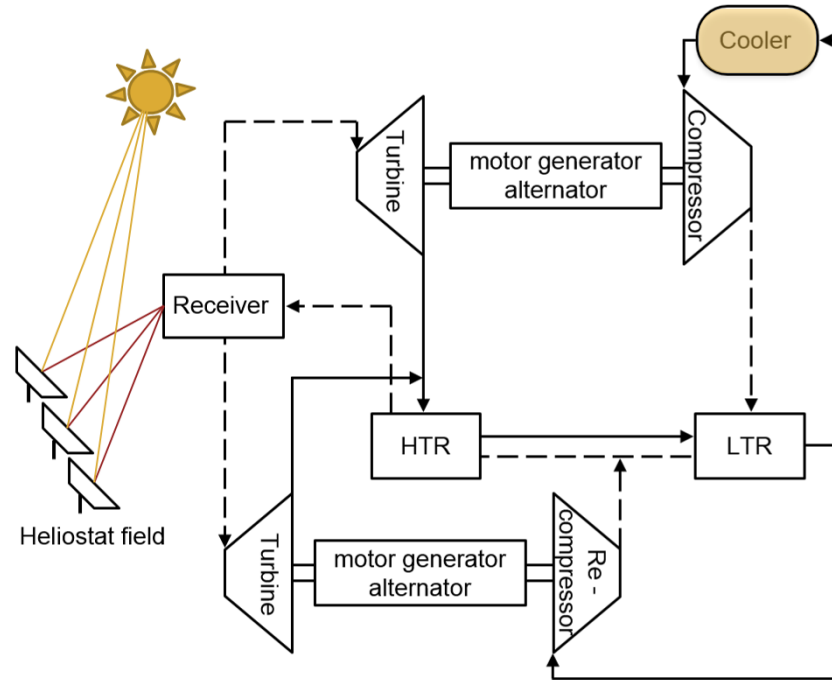 Cooler
Turbine
motor generator
alternator
Compressor
Receiver
HTR
LTR
Heliostat field
Turbine
motor generator
alternator
Re -
compressor